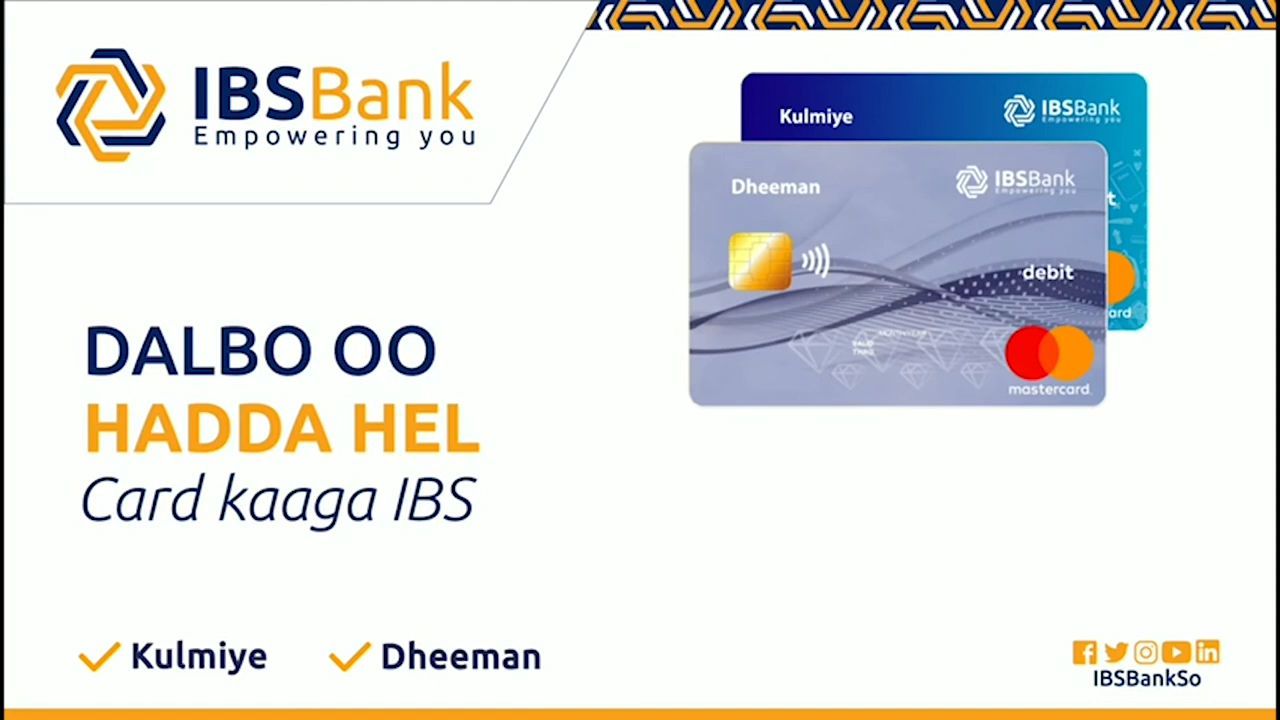 IBSBank
Empowering you
Kulmiye
IBSBank
Empowering you
Dheeman
IBSBank
Empowering you
debit
mastercard
DALBO OO
HADDA HEL
Card kaaga IBS
Kulmiye
Dheeman
IBSBankSo